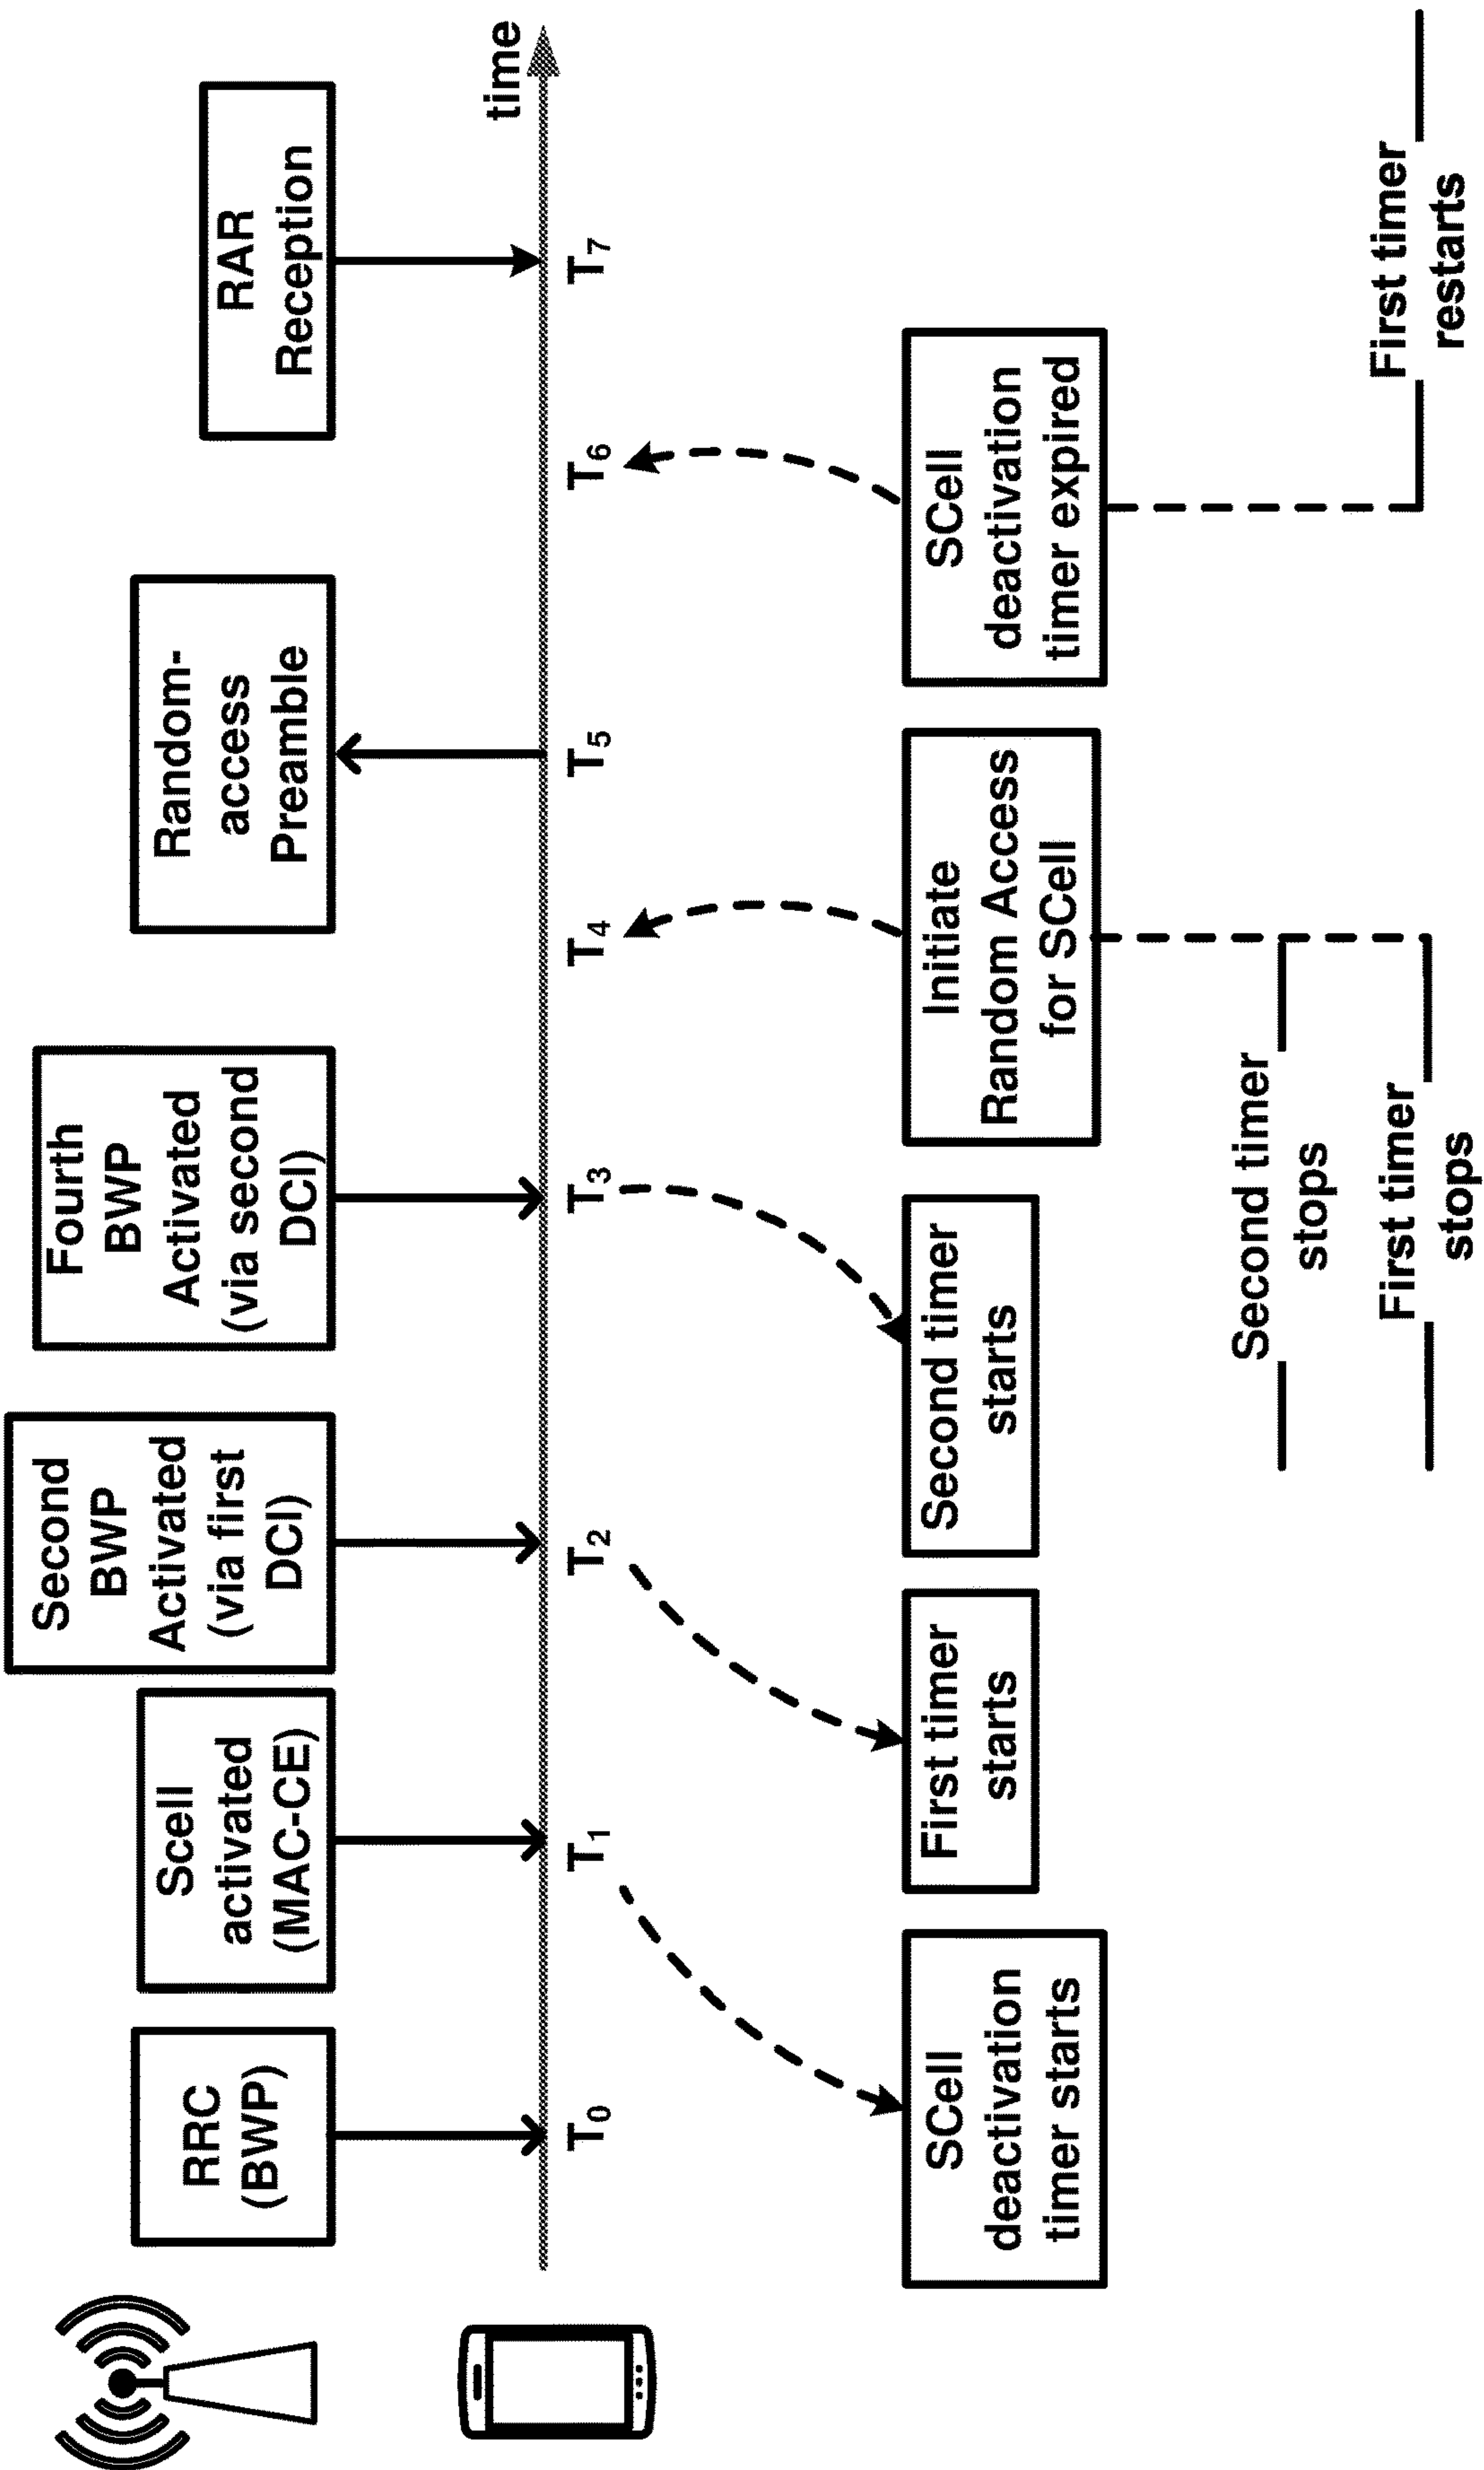 RRC
(BWP)
Scell
activated
(MAC-CE)
Second
BWP
Activated
(via first
DCI)
Fourth
BWP
Activated
(via second
DCI)
Random-
access
Preamble
RAR
Reception
time
T0
T1
T2
T3
T4
T5
T6
T7
SCell
deactivation
timer starts
First timer
starts
Second timer
starts
Initiate
Random Access
for SCell
SCell
deactivation
timer expired
Second timer
stops
First timer
stops
First timer
restarts